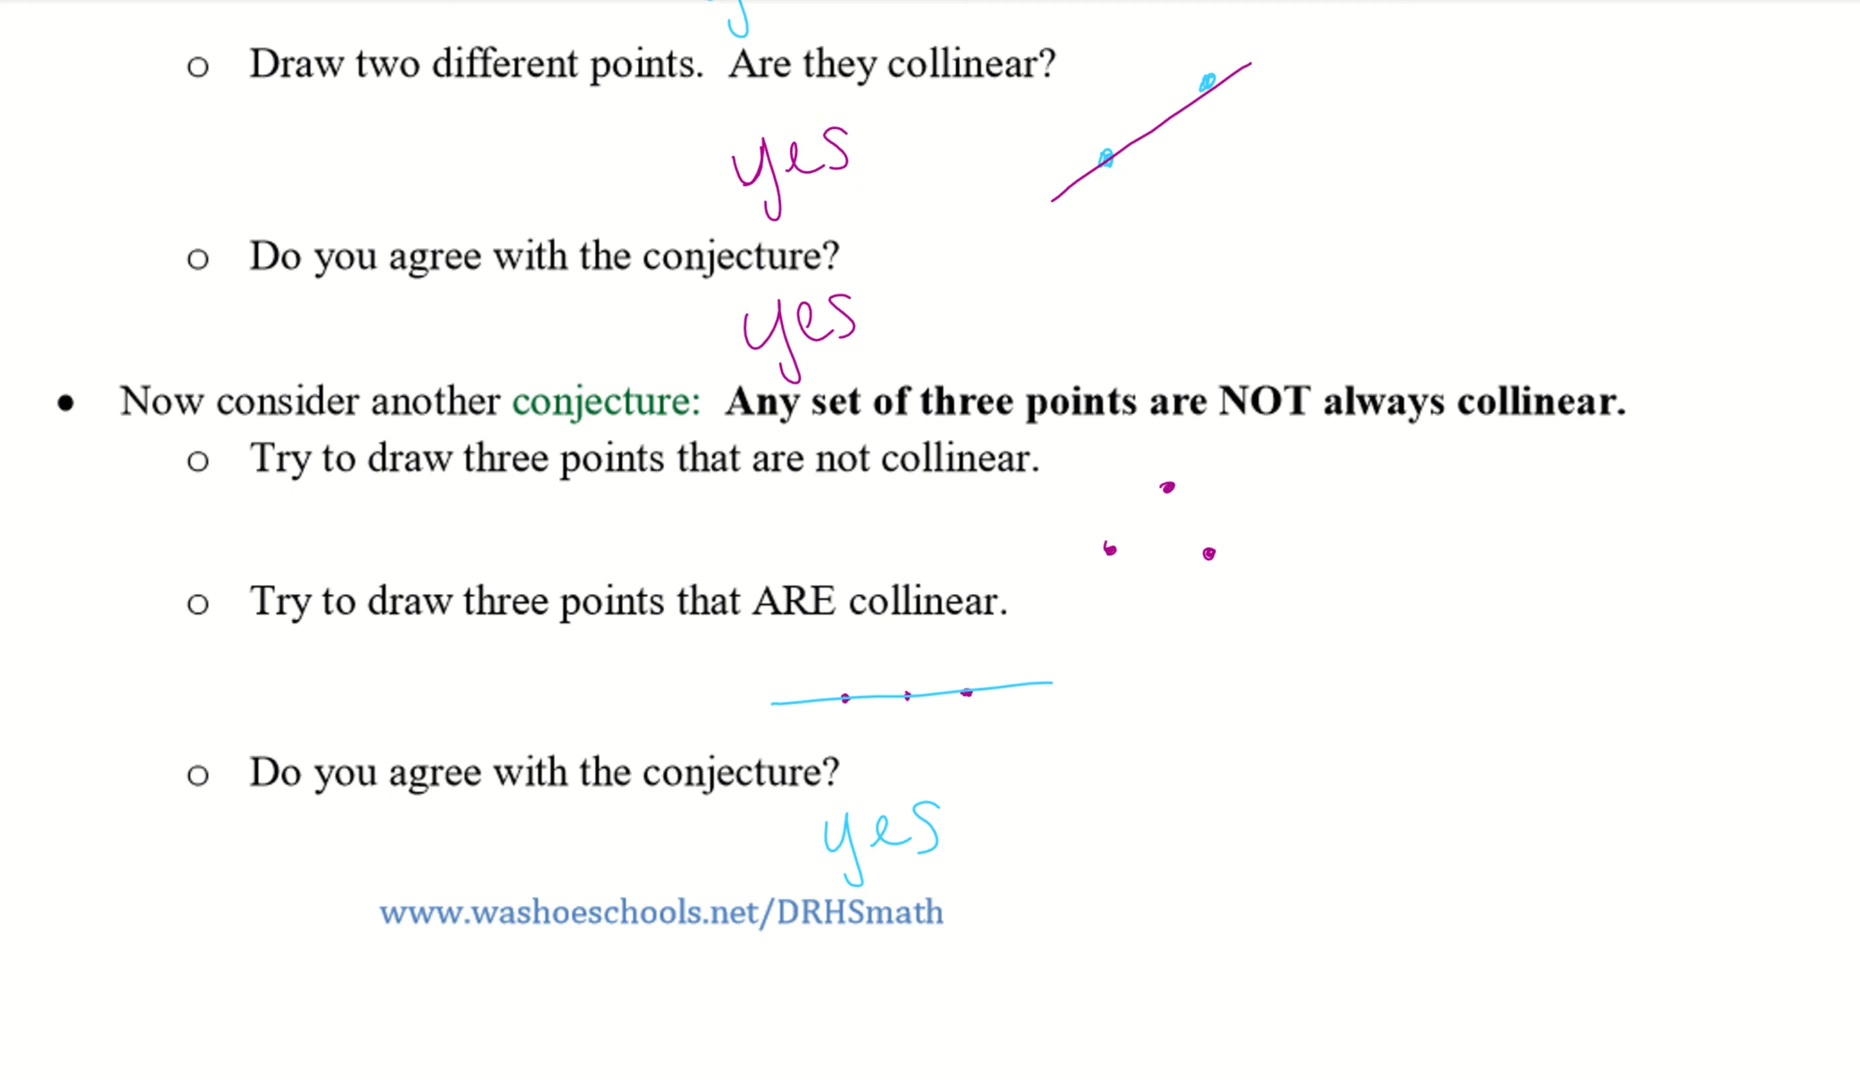 o Draw two different points. Are they collinear?
yes
o Do you agree with the conjecture?
yes
• Now consider another conjecture: Any set of three points are NOT always collinear.
o Try to draw three points that are not collinear.
o Try to draw three points that ARE collinear.
o Do you agree with the conjecture?
yes
www.washoeschools.net/DRHSmath